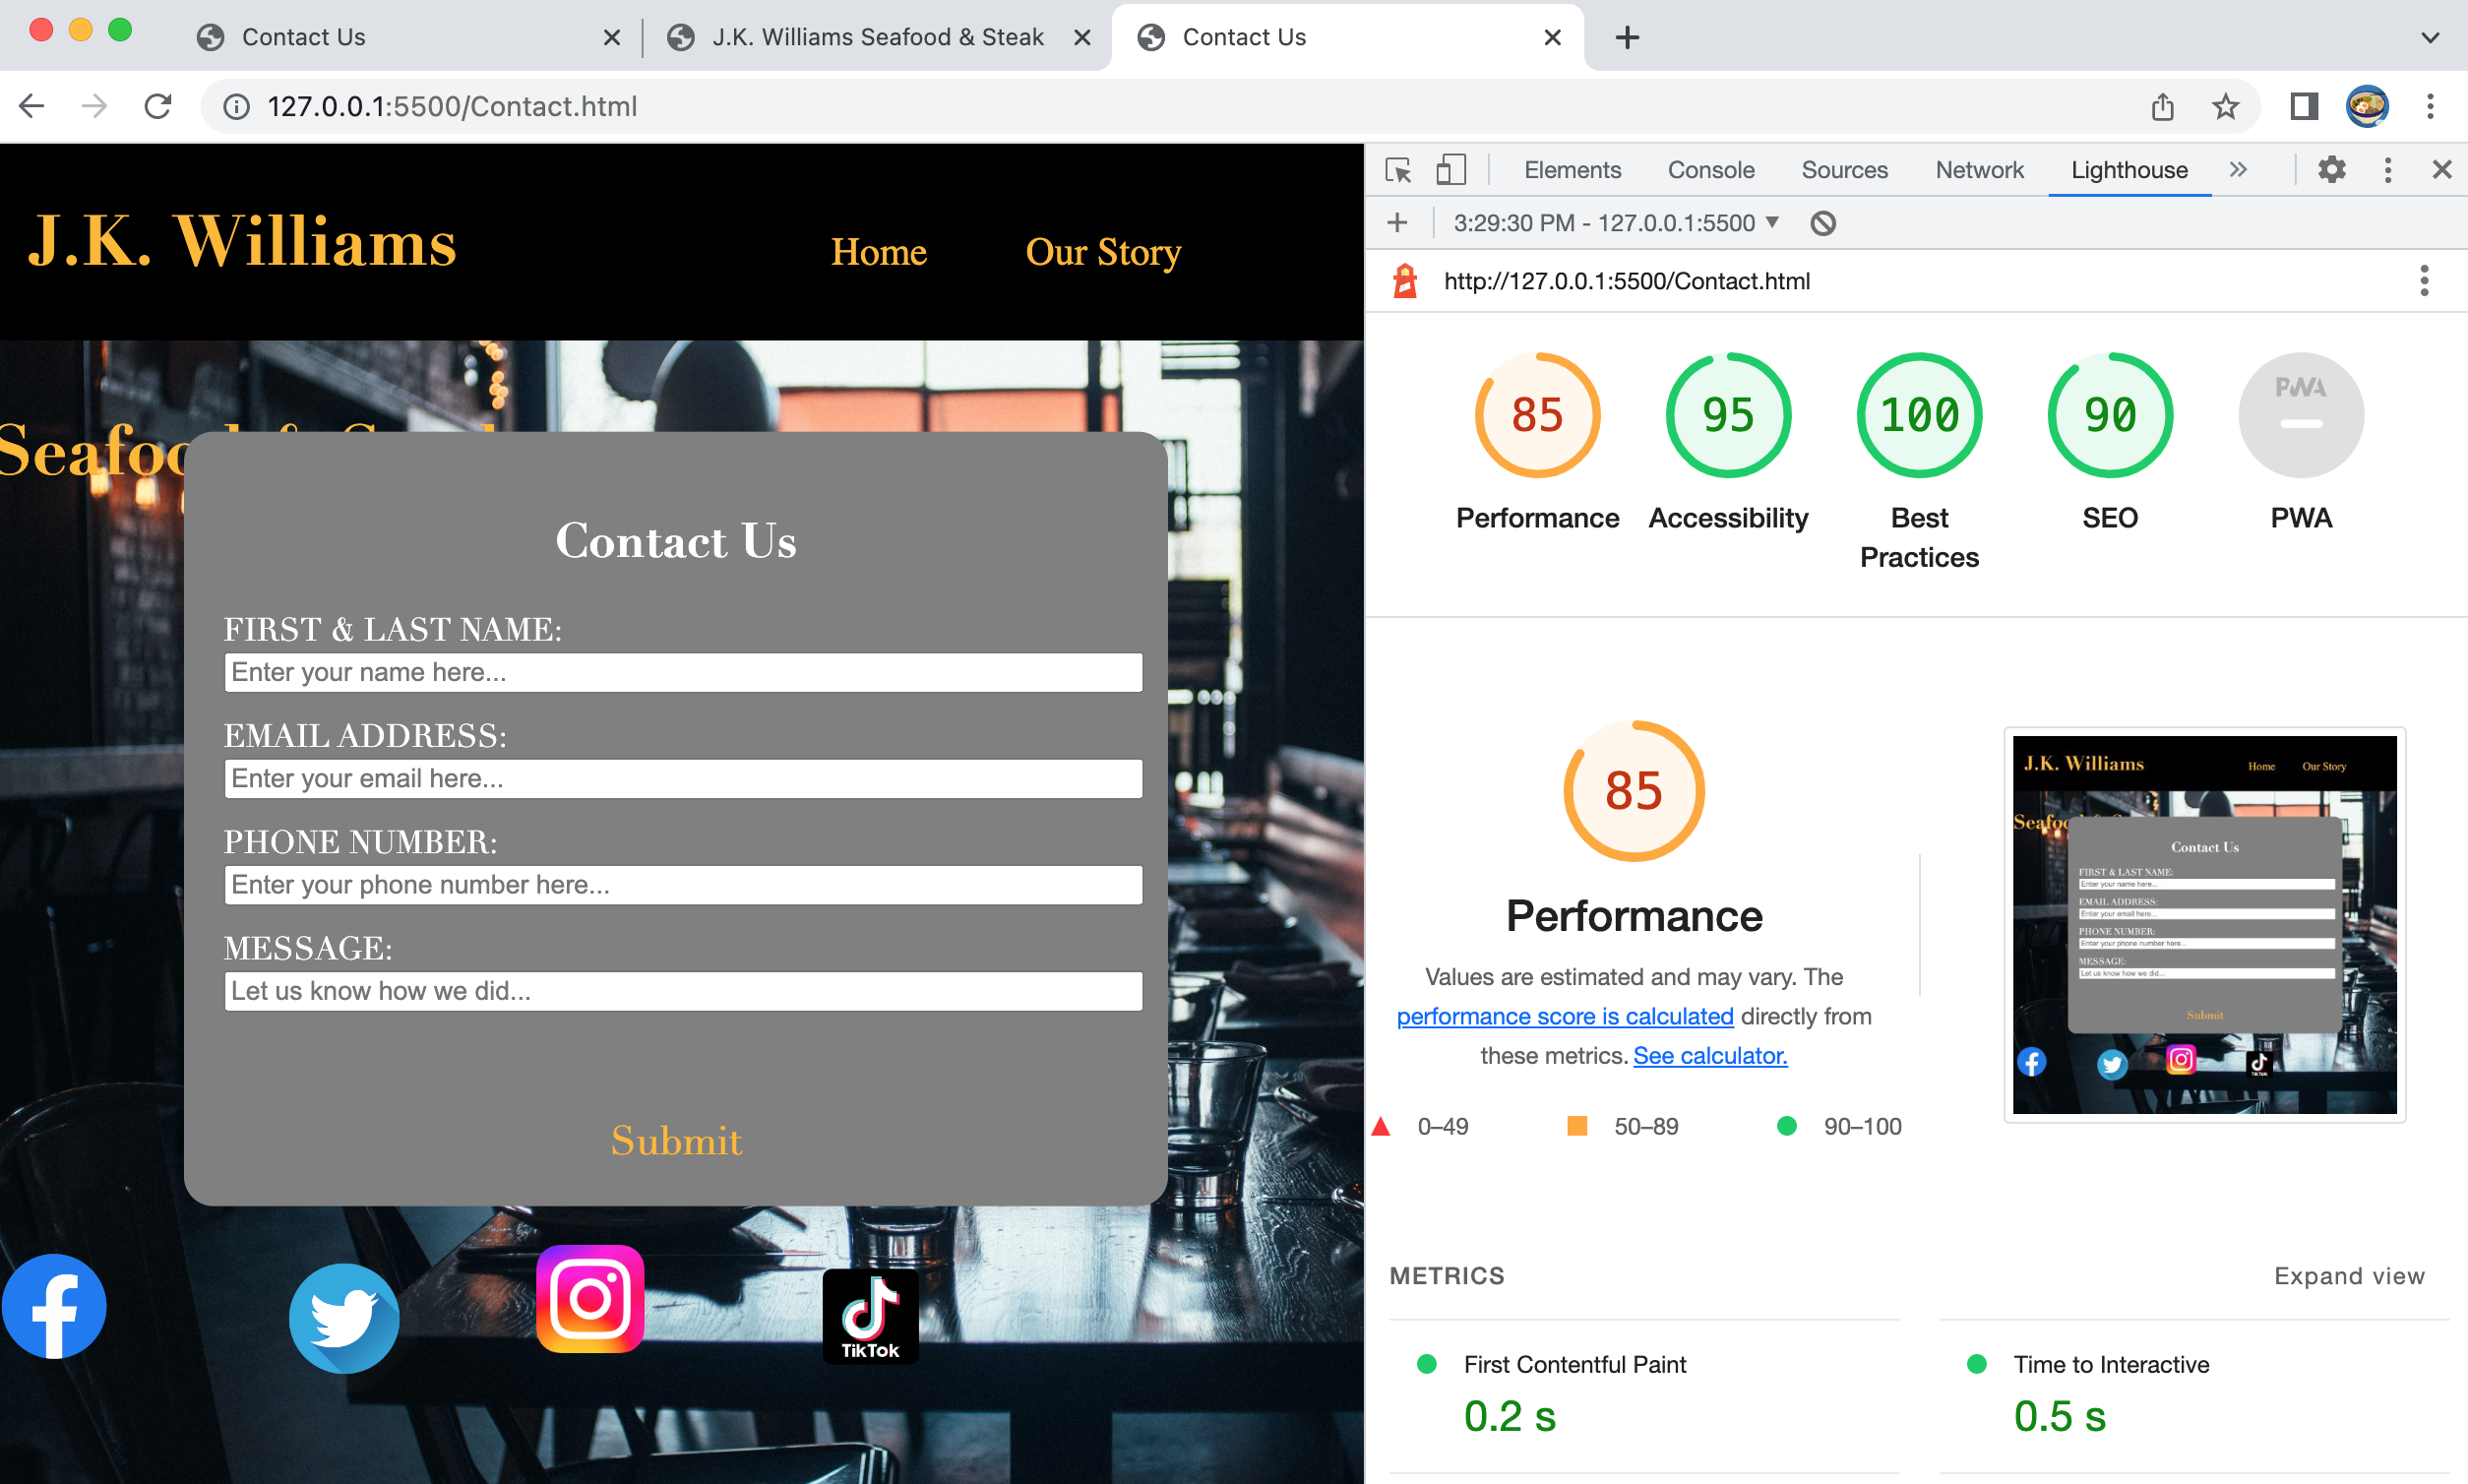 Contact Us
J.K. Williams Seafood & Steak
Contact Us
127.0.0.1:5500/Contact.html
J.K. Williams
Home
Our Story
Seafoo
Contact Us
FIRST & LAST NAME:
Enter your name here...
EMAIL ADDRESS:
Enter your email here...
PHONE NUMBER:
Enter your phone number here...
MESSAGE:
Let us know how we did...
Submit
TikTok
Elements
Console
Sources
Network
Lighthouse
3:29:30 PM - 127.0.0.1:5500
http://127.0.0.1:5500/Contact.html
85
Performance
95
Accessibility
100
Best
Practices
90
SEO
PWA
PWA
85
Performance
Values are estimated and may vary. The
performance score is calculated directly from
these metrics. See calculator.
0–49
50–89
90–100
J.K. Williams
Home
Our Story
Seafoo
Contact Us
FIRST & LAST NAME:
Enter your name here...
EMAIL ADDRESS:
Enter your email here...
PHONE NUMBER:
Enter your phone number here...
MESSAGE:
Let us know how we did...
Submit
TikTok
METRICS
Expand view
First Contentful Paint
0.2 s
Time to Interactive
0.5 s